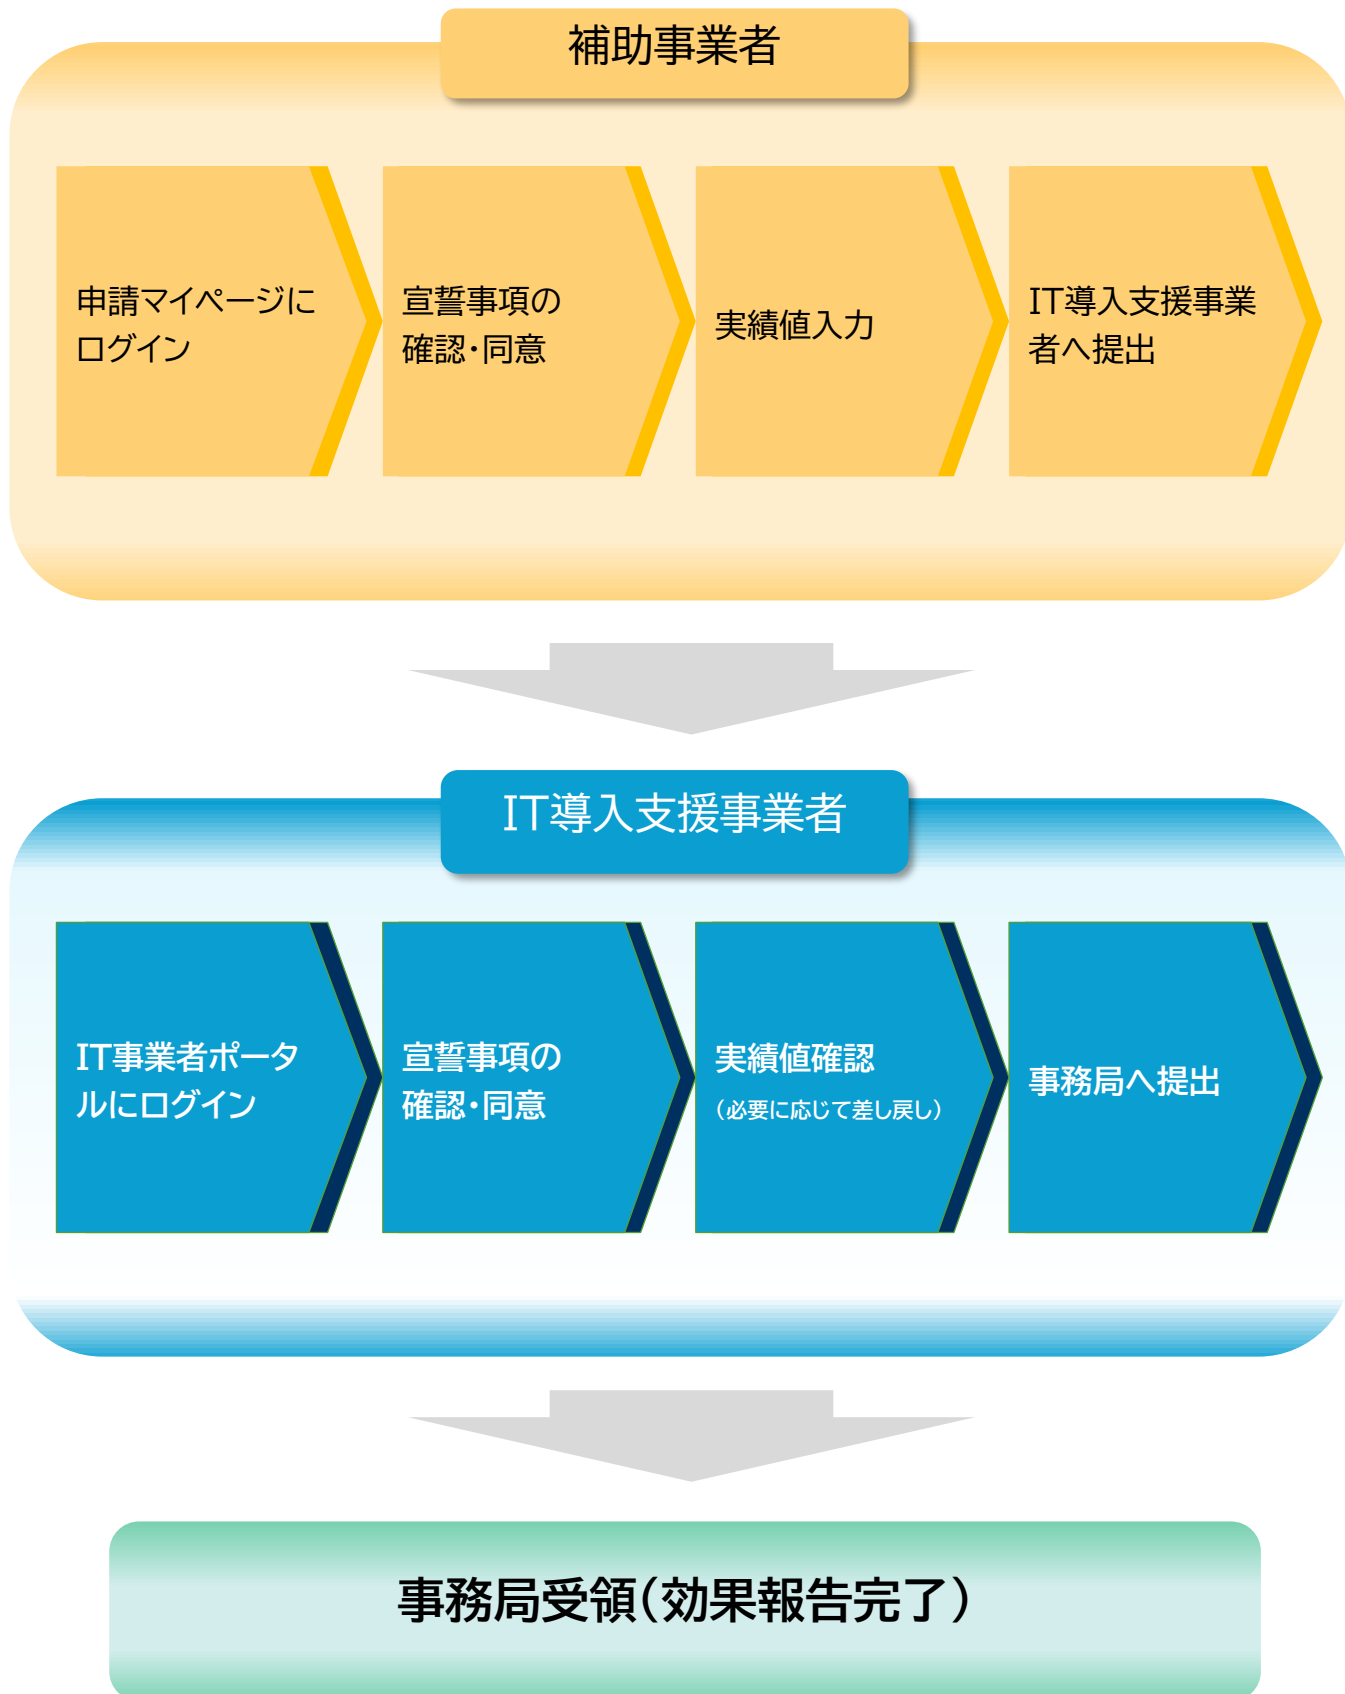 補助事業者
申請マイページに
ログイン
宣誓事項の
確認・同意
実績値入力
IT導入支援事業
者へ提出
IT導入支援事業者
IT事業者ポータ
ルにログイン
宣誓事項の
確認・同意
実績値確認
（必要に応じて差し戻し）
事務局へ提出
事務局受領（効果報告完了）